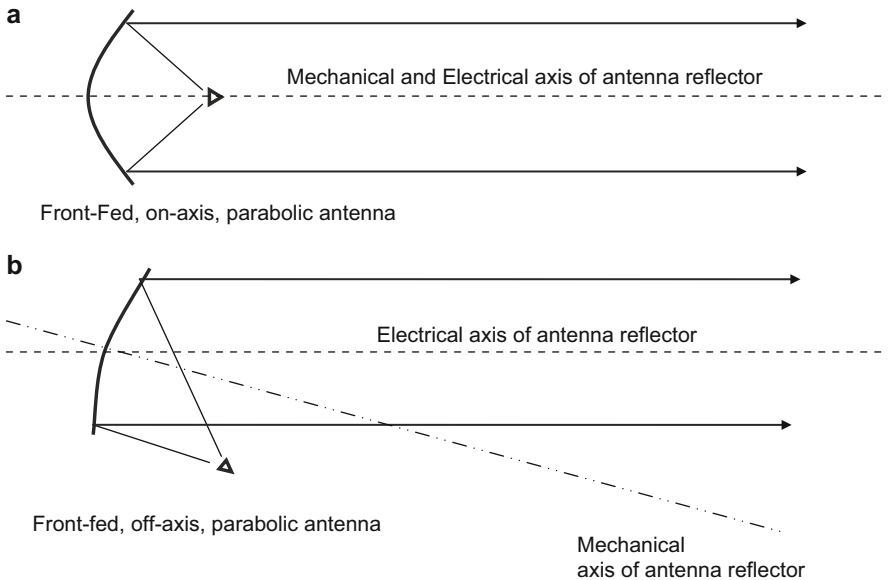 a
Mechanical and Electrical axis of antenna reflector
Front-Fed, on-axis, parabolic antenna
b
Electrical axis of antenna reflector
Front-fed, off-axis, parabolic antenna
Mechanical
axis of antenna reflector